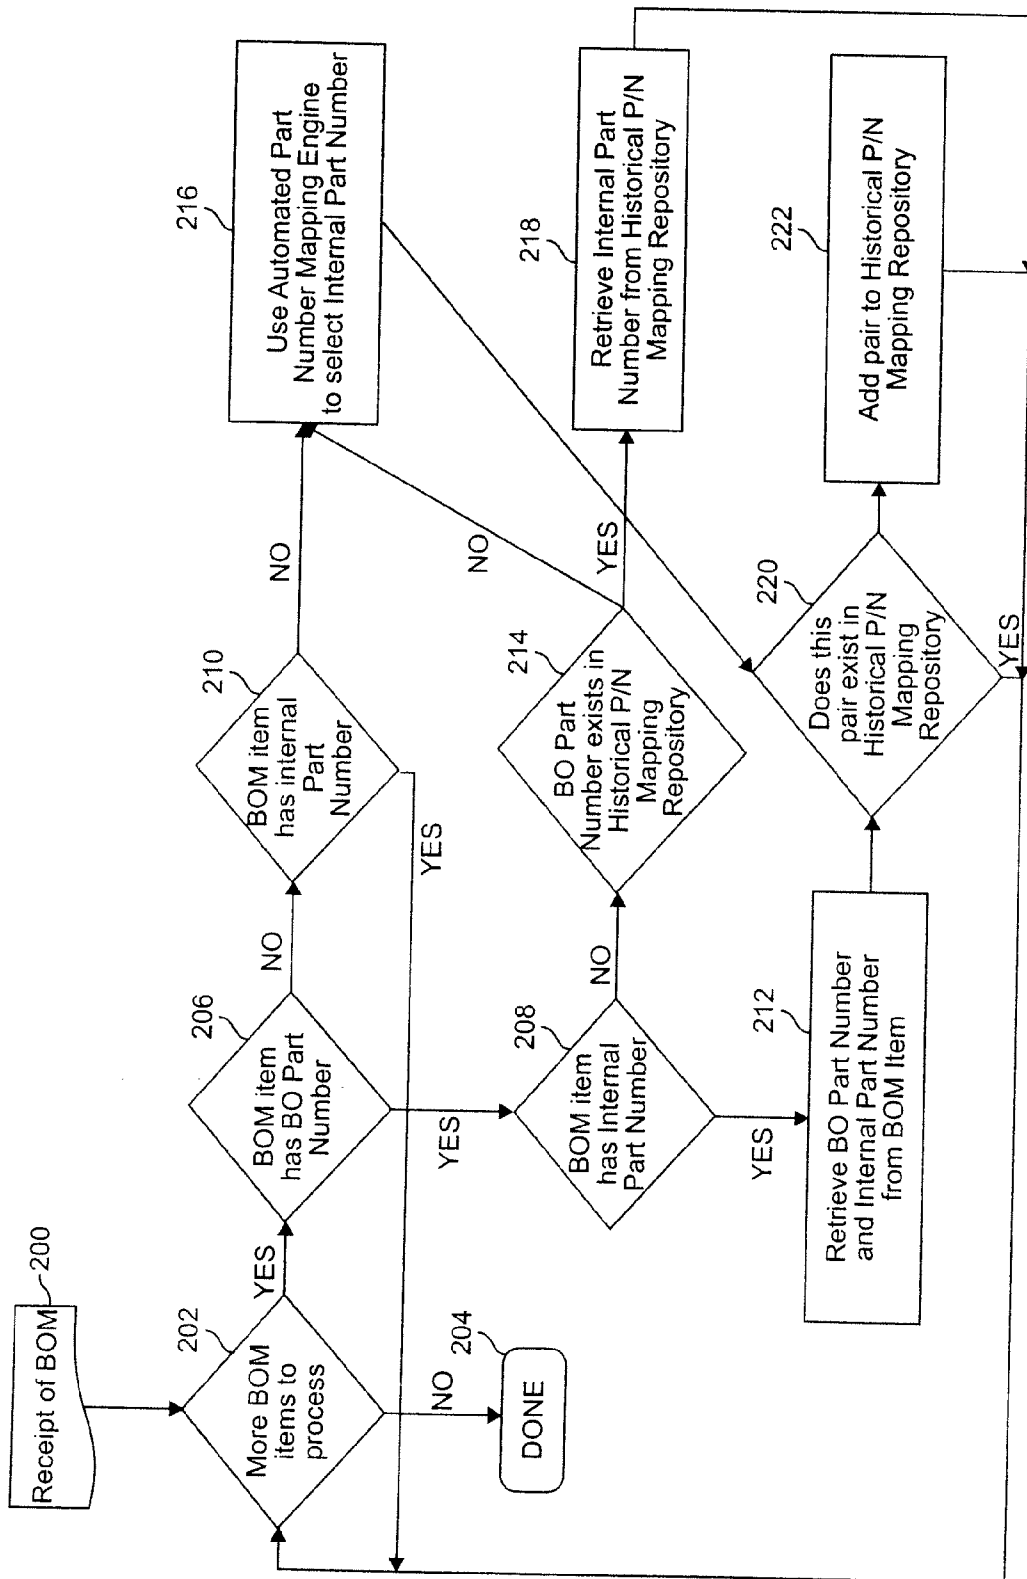 Receipt of BOM
200
More BOM
items to
process
202
YES
NO
DONE
204
BOM item
has BO Part
Number
206
NO
YES
BOM item
has internal
Part
Number
210
NO
YES
Use Automated Part
Number Mapping Engine
to select Internal Part Number
216
BOM item
has Internal
Part Number
208
NO
YES
BO Part
Number exists in
Historical P/N
Mapping
Repository
214
NO
YES
Retrieve Internal Part
Number from Historical P/N
Mapping Repository
218
Retrieve BO Part Number
and Internal Part Number
from BOM Item
212
Does this
pair exist in
Historical P/N
Mapping
Repository
220
YES
Add pair to Historical P/N
Mapping Repository
222